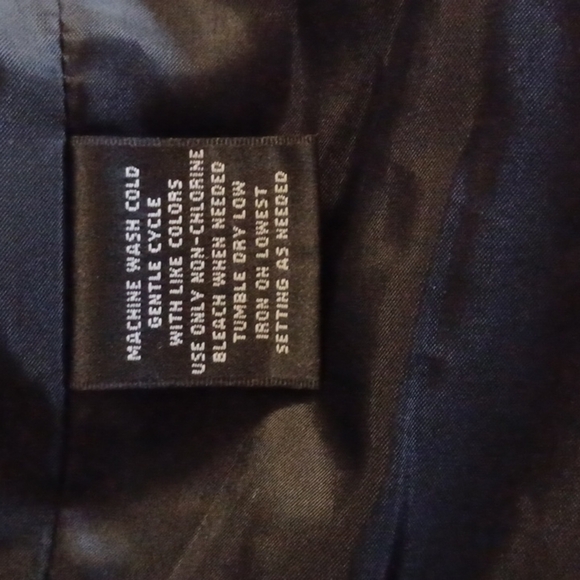 MACHINE WASH COLD
GENTLE CYCLE
WITH LIKE COLORS
USE ONLY NON-CHLORINE
BLEACH WHEN NEEDED
TUMBLE DRY LOW
IRON ON LOWEST
SETTING AS NEEDED